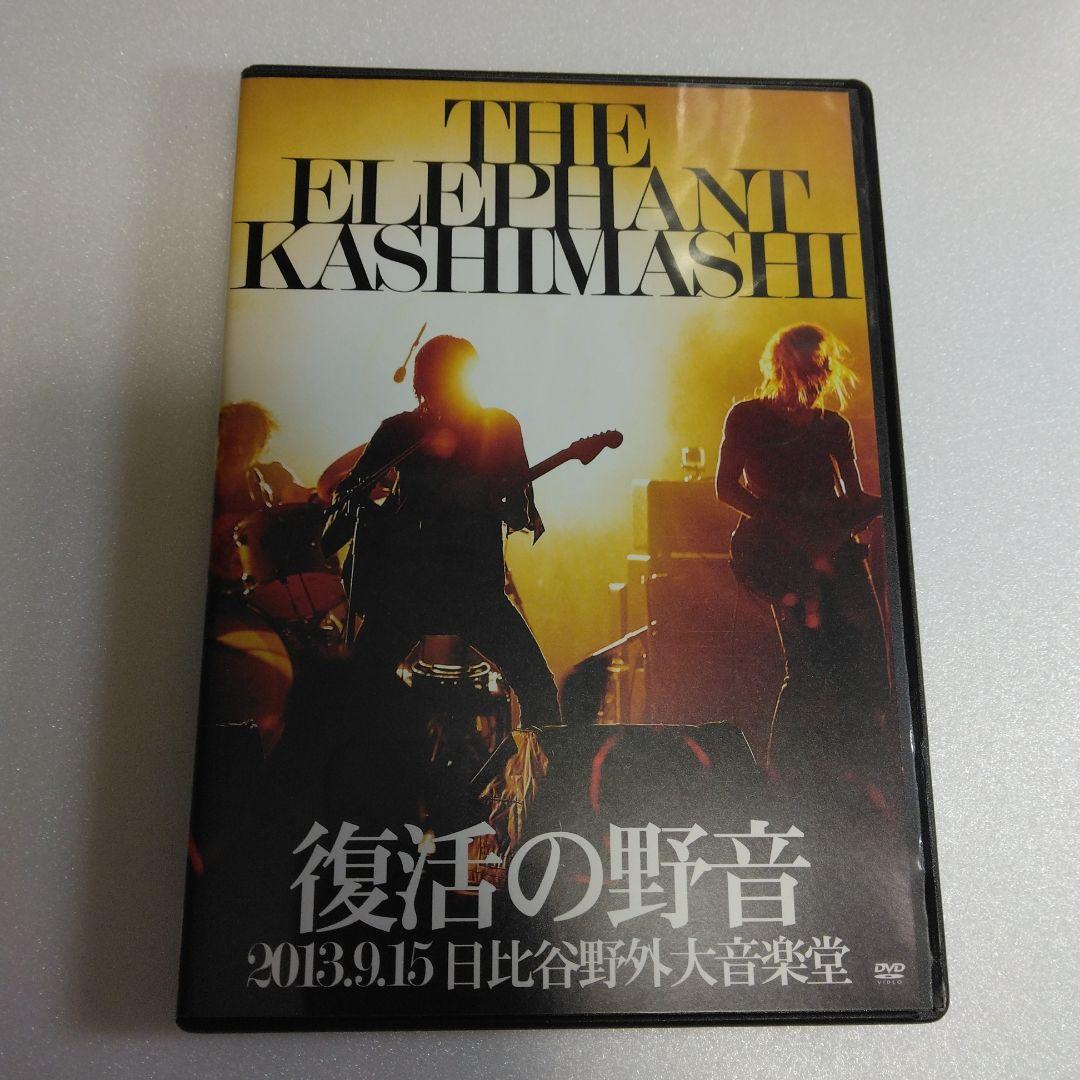 THE
ELEPHANT
KASHIMASHI
復活の野音
2013.9.15 日比谷野外大音楽堂
DVD
VIDEO